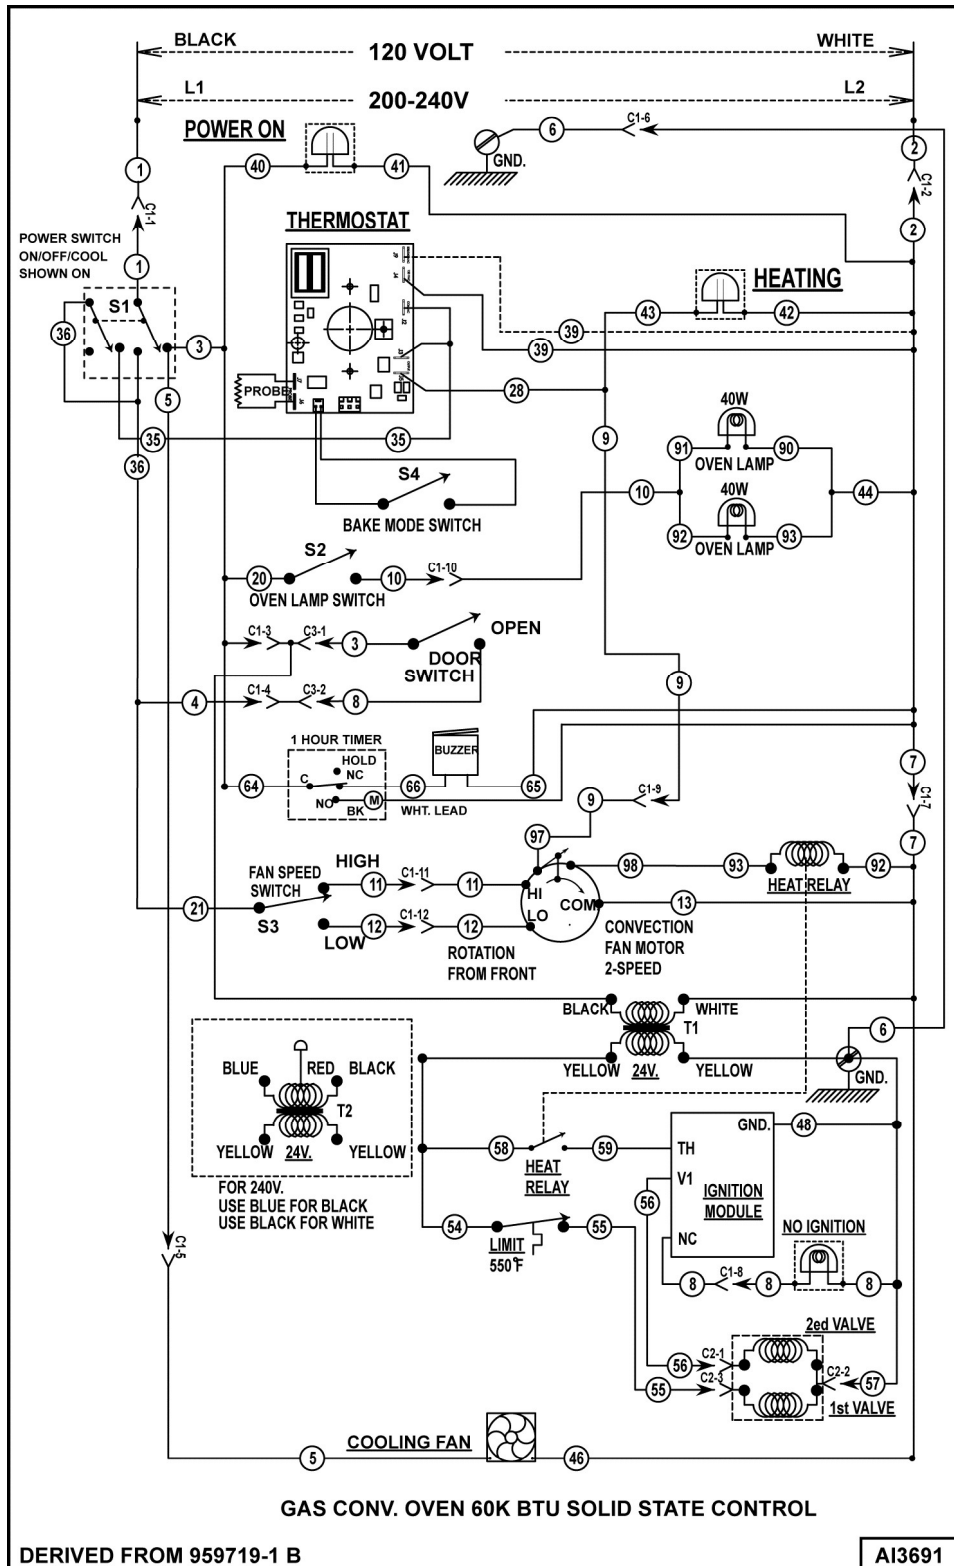 BLACK
120 VOLT
WHITE
L1
200-240V
L2
POWER ON
6
C1-6
GND.
1
40
41
2
C1-2
C1-1
THERMOSTAT
2
POWER SWITCH
ON/OFF/COOL
SHOWN ON
1
HEATING
S1
43
42
36
3
39
39
PROBE
28
5
40W
9
91
90
35
35
OVEN LAMP
36
S4
10
44
40W
BAKE MODE SWITCH
92
93
S2
OVEN LAMP
20
10
C1-10
OVEN LAMP SWITCH
C1-3
C3-1
3
OPEN
DOOR
SWITCH
9
4
C1-4
C3-2
8
1 HOUR TIMER
BUZZER
HOLD
NC
7
64
C
66
65
C1-7
NO
BK
M
WHT. LEAD
9
C1-9
97
7
HIGH
98
93
92
FAN SPEED
SWITCH
11
C1-11
11
HI
HEAT RELAY
21
COM
13
S3
LO
LOW
12
C1-12
12
CONVECTION
FAN MOTOR
2-SPEED
ROTATION
FROM FRONT
BLACK
WHITE
T1
6
BLUE
RED
BLACK
YELLOW
24V.
YELLOW
GND.
T2
YELLOW
24V.
YELLOW
GND.
48
58
59
TH
FOR 240V.
USE BLUE FOR BLACK
USE BLACK FOR WHITE
HEAT
RELAY
V1
IGNITION
MODULE
56
54
55
NC
NO IGNITION
LIMIT
550°F
C1-5
8
C1-8
8
8
2ed VALVE
56
C2-1
C2-3
C2-2
57
55
1st VALVE
COOLING FAN
5
46
GAS CONV. OVEN 60K BTU SOLID STATE CONTROL
DERIVED FROM 959719-1 B
AI3691